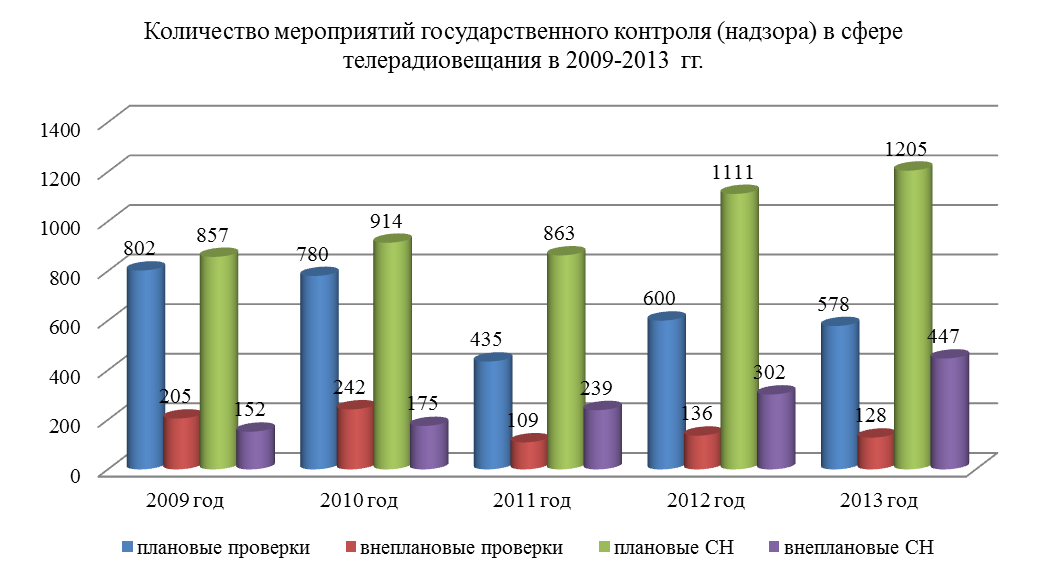 Количество мероприятий государственного контроля (надзора) в сфере
телерадиовещания в 2009-2013 гг.
1400
1200
1000
800
600
400
200
0
802 205 857 152
780 242 914 175
435 109 863 239
600 136 1111 302
578 128 1205 447
2009 год 2010 год 2011 год 2012 год 2013 год
плановые проверки внеплановые проверки плановые СН внеплановые СН